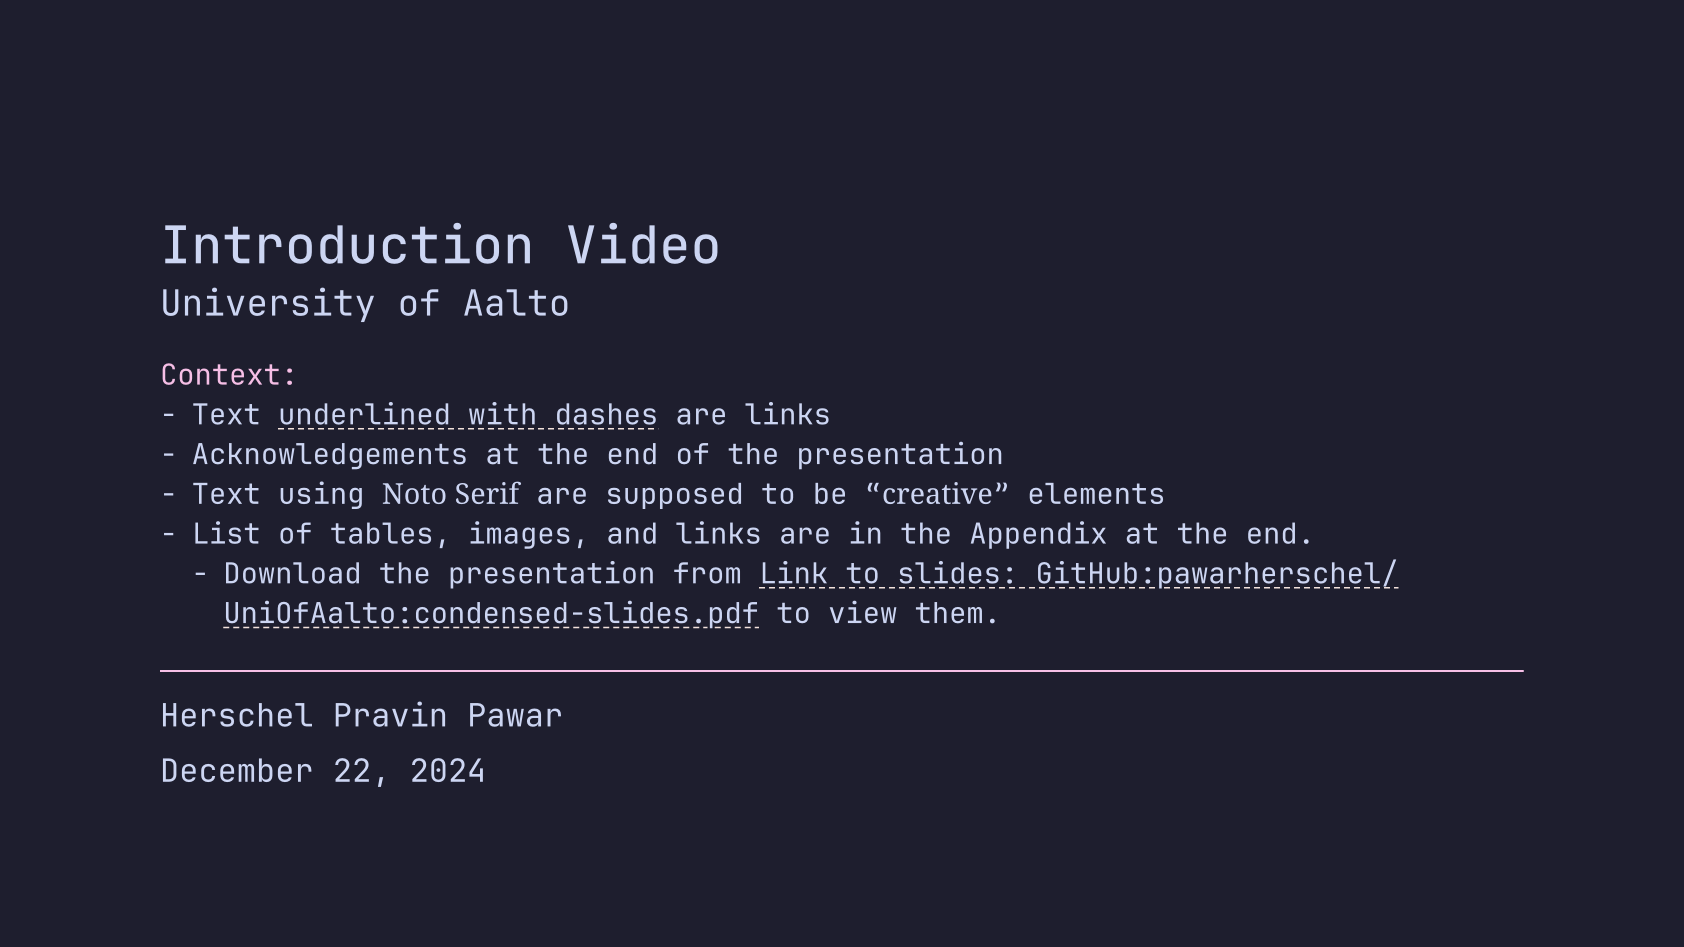 Introduction Video
University of Aalto
Context:
- Text underlined with dashes are links
- Acknowledgements at the end of the presentation
- Text using Noto Serif are supposed to be “creative” elements
- List of tables, images, and links are in the Appendix at the end.
- Download the presentation from Link to slides: GitHub:pawarherschel/
UniOfAalto:condensed-slides.pdf to view them.
Herschel Pravin Pawar
December 22, 2024